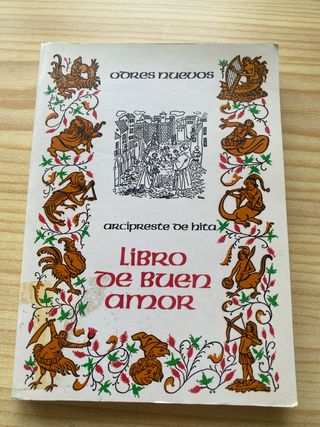 odres nuevos
arcipreste de hita
Libro
de buen
amor